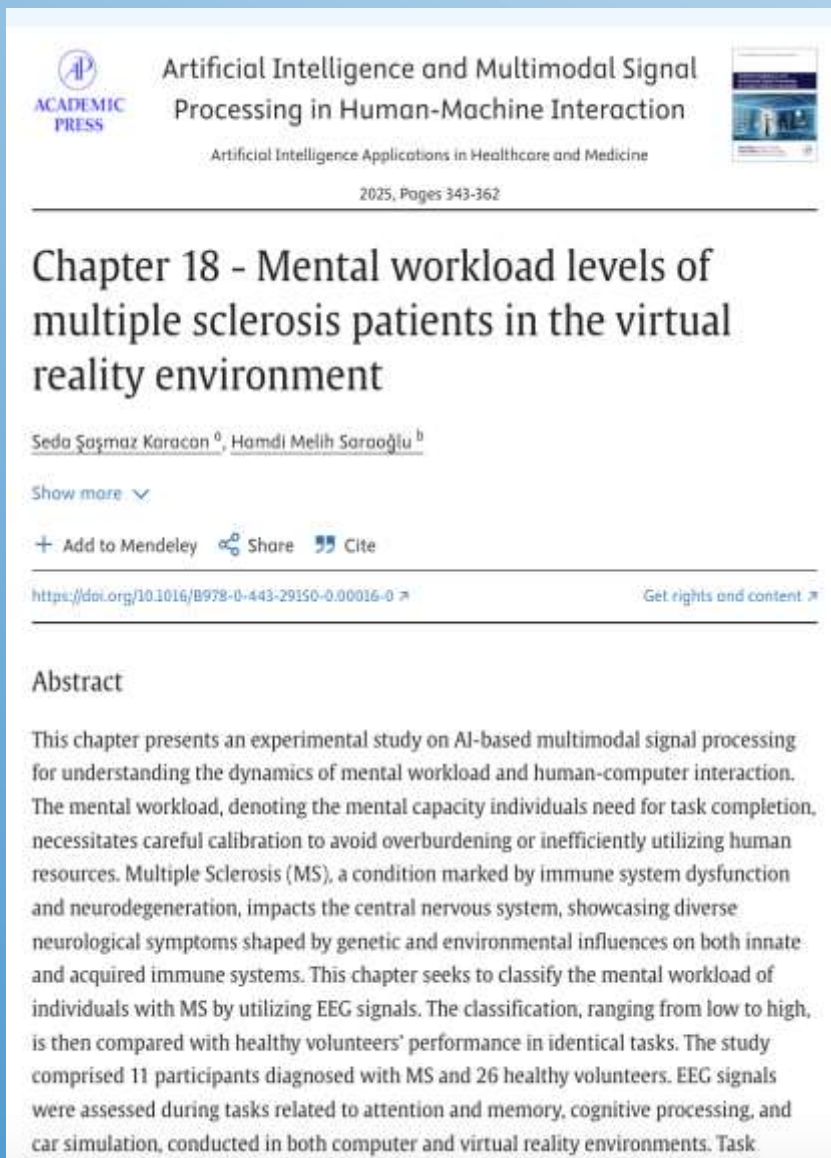 ACADEMIC
PRESS
Artificial Intelligence and Multimodal Signal
Processing in Human-Machine Interaction
Artificial Intelligence Applications in Healthcare and Medicine
2025, Pages 343-362
Chapter 18 - Mental workload levels of
multiple sclerosis patients in the virtual
reality environment
Seda Şaşmaz Karacan a, Hamdi Melih Saraoğlu b
Show more
+ Add to Mendeley Share Cite
https://doi.org/10.1016/B978-0-443-29150-0.00016-0 Get rights and content
Abstract
This chapter presents an experimental study on AI-based multimodal signal processing
for understanding the dynamics of mental workload and human-computer interaction.
The mental workload, denoting the mental capacity individuals need for task completion,
necessitates careful calibration to avoid overburdening or inefficiently utilizing human
resources. Multiple Sclerosis (MS), a condition marked by immune system dysfunction
and neurodegeneration, impacts the central nervous system, showcasing diverse
neurological symptoms shaped by genetic and environmental influences on both innate
and acquired immune systems. This chapter seeks to classify the mental workload of
individuals with MS by utilizing EEG signals. The classification, ranging from low to high,
is then compared with healthy volunteers' performance in identical tasks. The study
comprised 11 participants diagnosed with MS and 26 healthy volunteers. EEG signals
were assessed during tasks related to attention and memory, cognitive processing, and
car simulation, conducted in both computer and virtual reality environments. Task